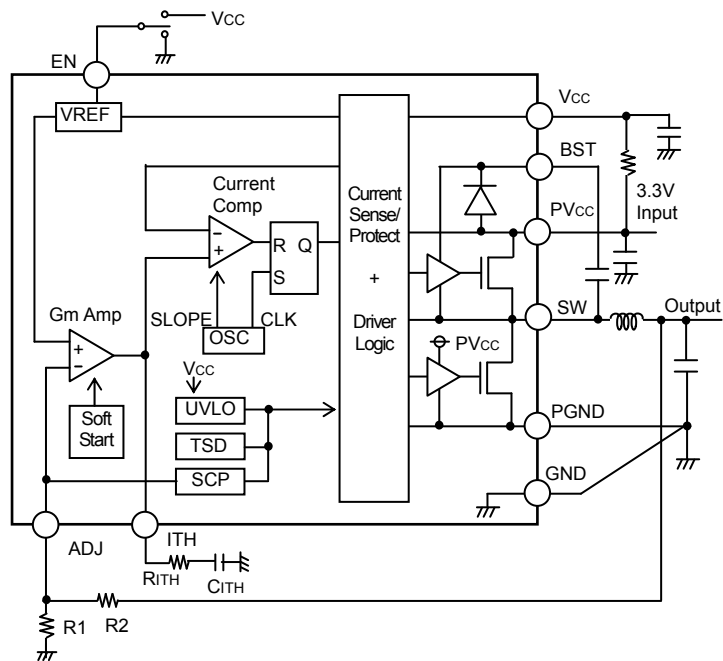 VCC
EN
VCC
VREF
BST
Current
Comp
3.3V
Input
Current
Sense/
Protect
+
Driver
Logic
PVCC
−
+
R Q
S
Gm Amp
SLOPE
CLK
OSC
SW
Output
+
−
PVCC
VCC
UVLO
Soft
Start
TSD
SCP
PGND
GND
ADJ
ITH
RITH
CITH
R1
R2